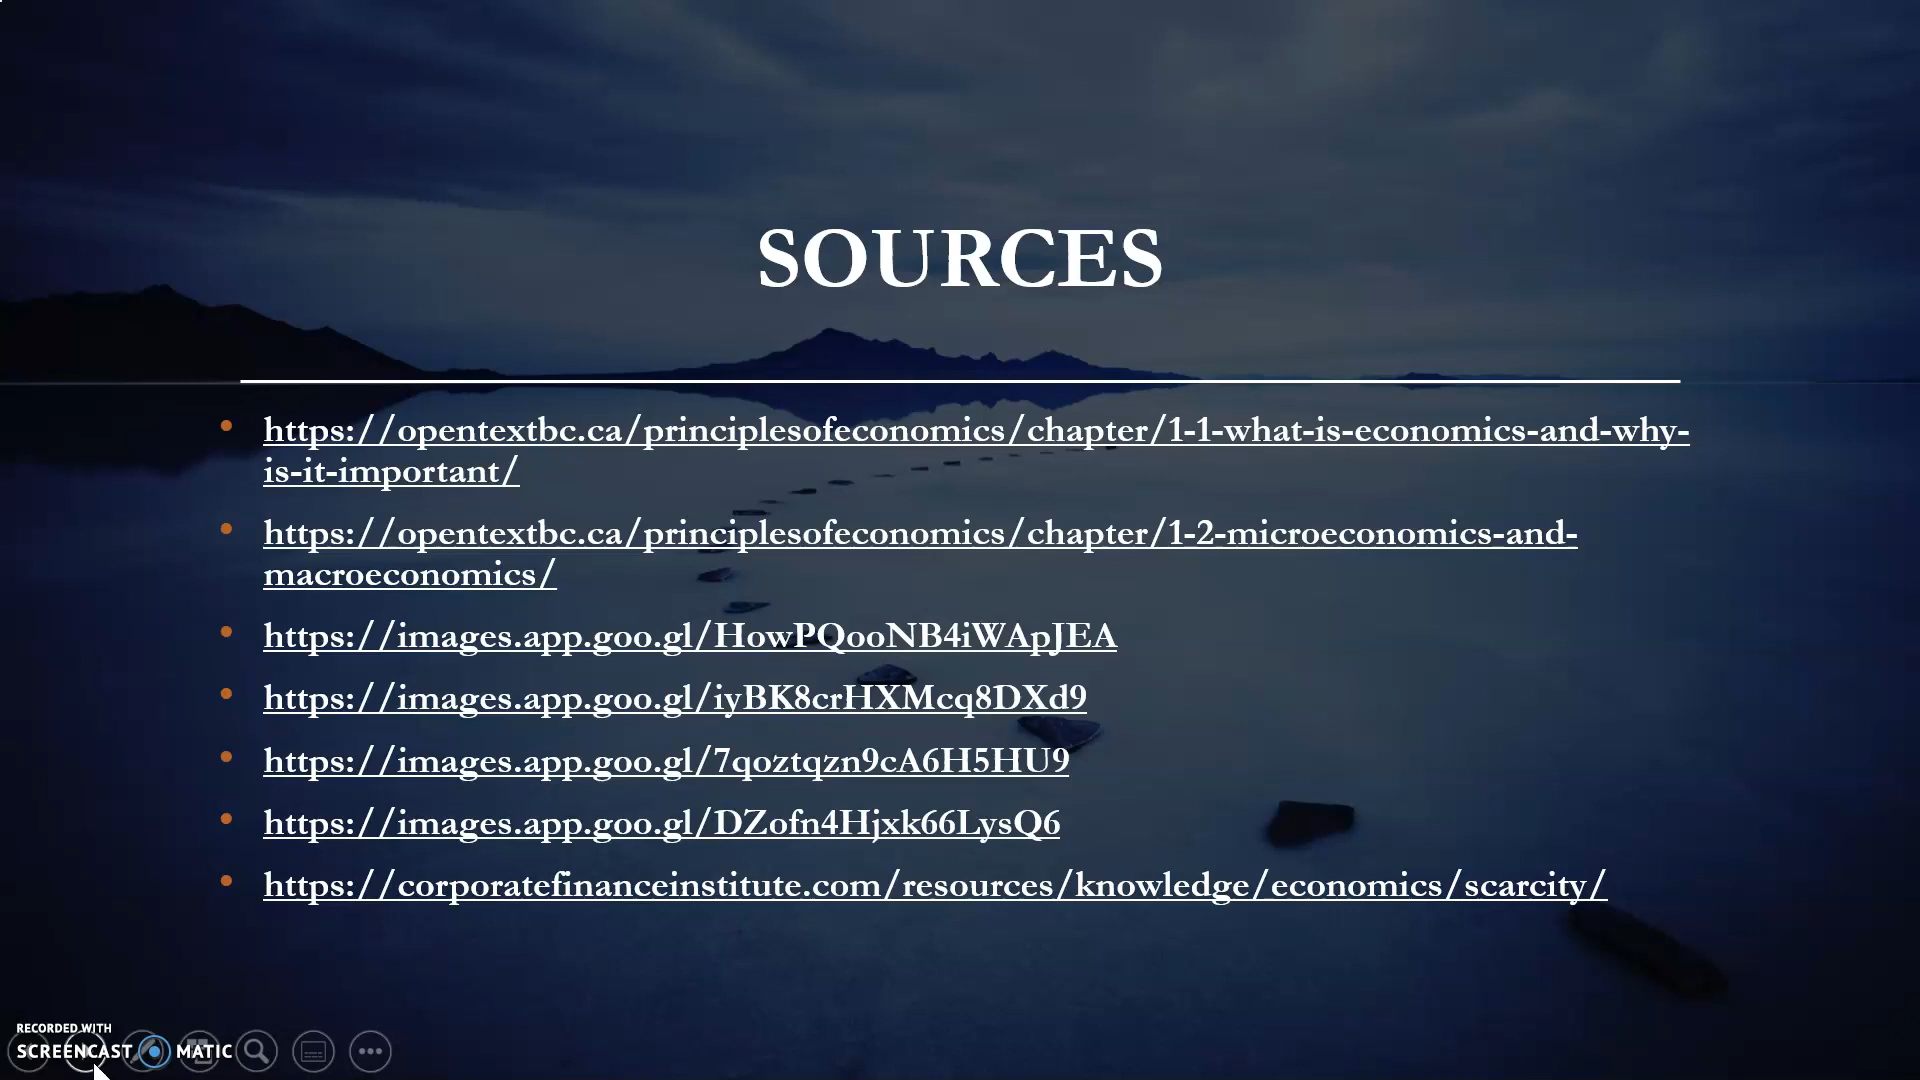 SOURCES
https://opentextbc.ca/principlesofeconomics/chapter/1-1-what-is-economics-and-why-
is-it-important/
https://opentextbc.ca/principlesofeconomics/chapter/1-2-microeconomics-and-
macroeconomics/
https://images.app.goo.gl/HowPQooNB4iWApJEA
https://images.app.goo.gl/iyBK8crHXMcq8DXd9
https://images.app.goo.gl/7qoztqzn9cA6H5HU9
https://images.app.goo.gl/DZofn4Hjxk66LysQ6
https://corporatefinanceinstitute.com/resources/knowledge/economics/scarcity/
RECORDED WITH
SCREENCAST MATIC